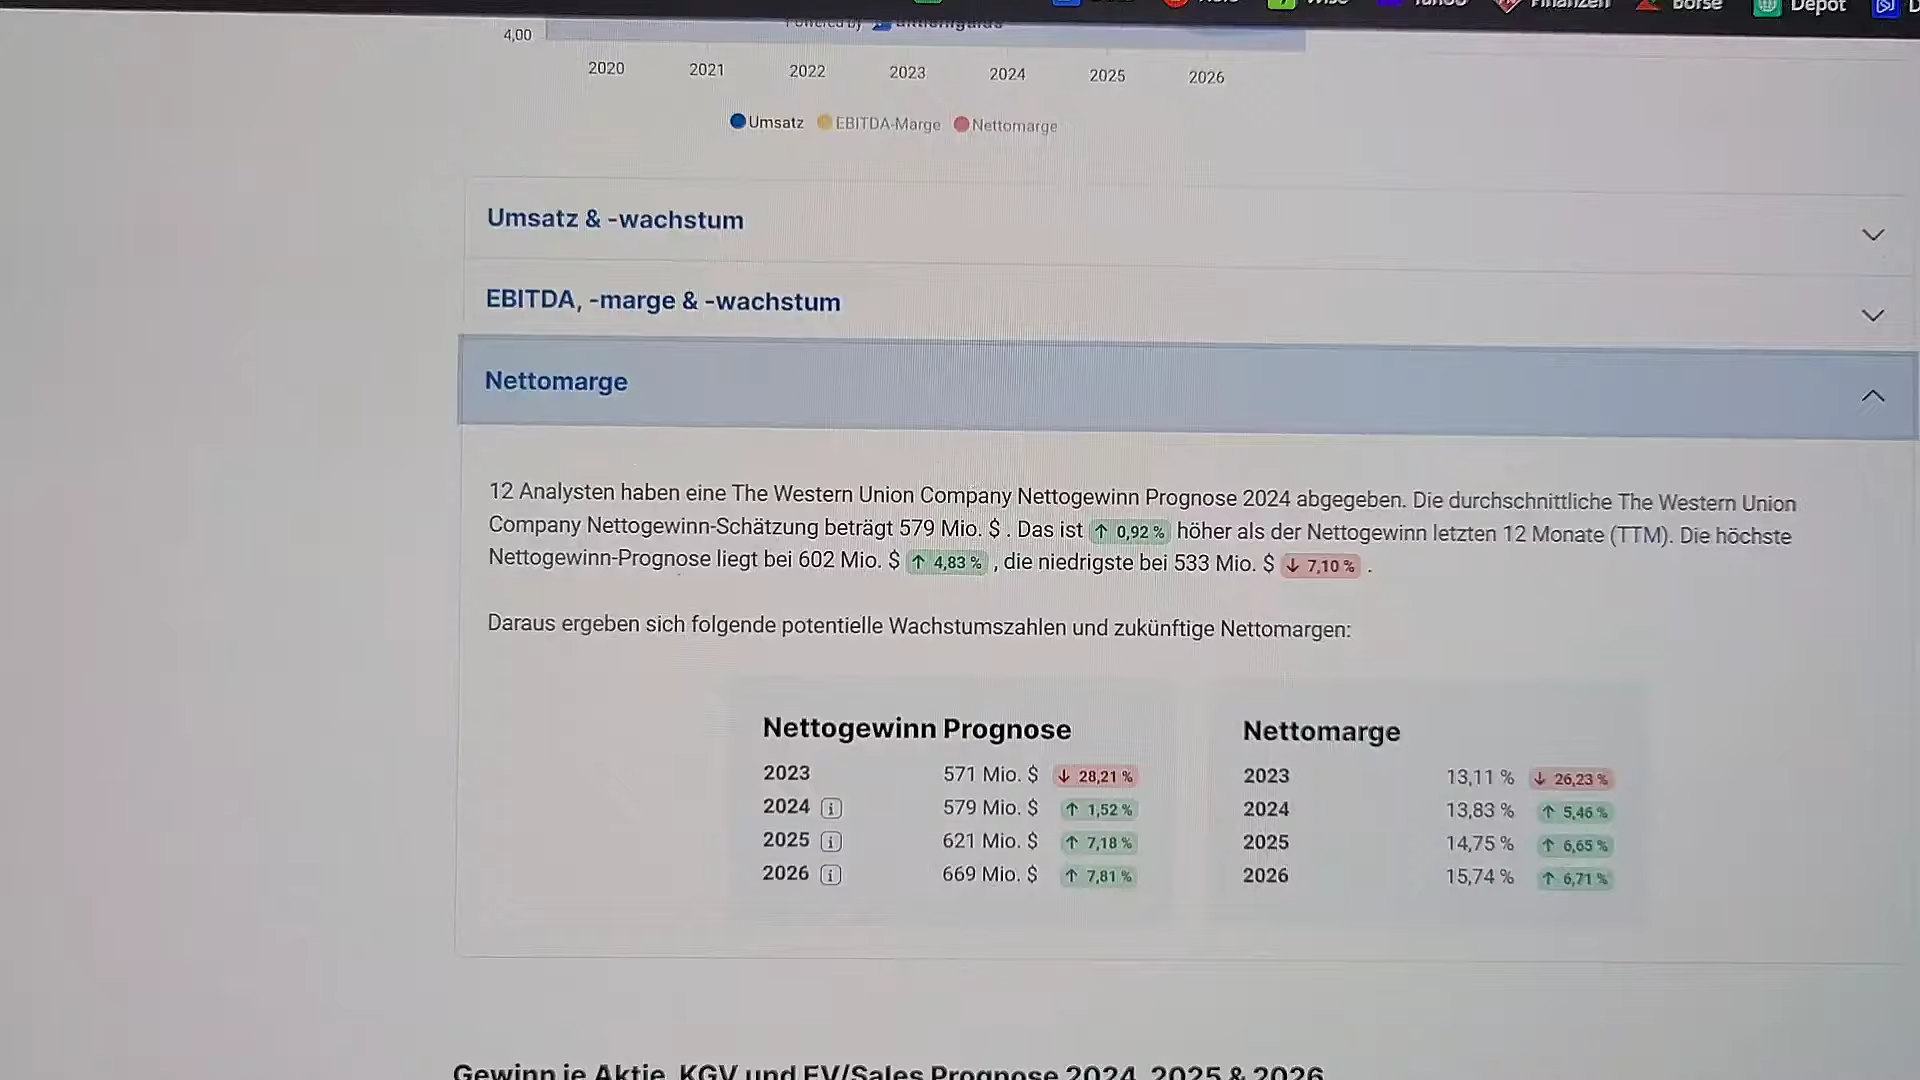 Wise
Finanzen
Börse
Depot
4,00
Powered by aktienguide
2020 2021 2022 2023 2024 2025 2026
Umsatz EBITDA-Marge Nettomarge
Umsatz & -wachstum
EBITDA, -marge & -wachstum
Nettomarge
12 Analysten haben eine The Western Union Company Nettogewinn Prognose 2024 abgegeben. Die durchschnittliche The Western Union
Company Nettogewinn-Schätzung beträgt 579 Mio. $ . Das ist ↑ 0,92 % höher als der Nettogewinn letzten 12 Monate (TTM). Die höchste
Nettogewinn-Prognose liegt bei 602 Mio. $ ↑ 4,83 % , die niedrigste bei 533 Mio. $ ↓ 7,10 % .
Daraus ergeben sich folgende potentielle Wachstumszahlen und zukünftige Nettomargen:
Nettogewinn Prognose
2023 571 Mio. $ ↓ 28,21 %
2024 i 579 Mio. $ ↑ 1,52 %
2025 i 621 Mio. $ ↑ 7,18 %
2026 i 669 Mio. $ ↑ 7,81 %
Nettomarge
2023 13,11 % ↓ 26,23 %
2024 13,83 % ↑ 5,46 %
2025 14,75 % ↑ 6,65 %
2026 15,74 % ↑ 6,71 %
Gewinn je Aktie, KGV und EV/Sales Prognose 2024, 2025 & 2026